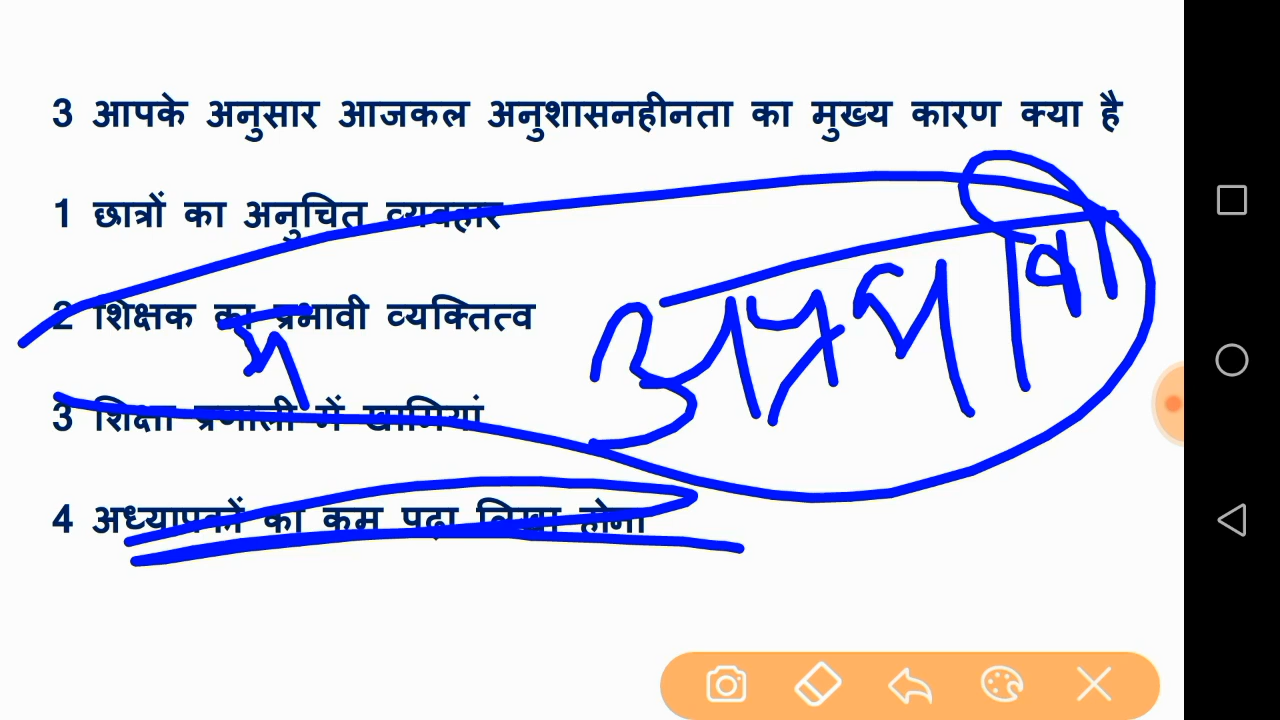 3 आपके अनुसार आजकल अनुशासनहीनता का मुख्य कारण क्या है
1 छात्रों का अनुचित व्यवहार
2 शिक्षक का प्रभावी व्यक्तित्व
अप्रभावी
3 शिक्षा प्रणाली में खामियां
4 अध्यापकों का कम पढ़ा लिखा होना